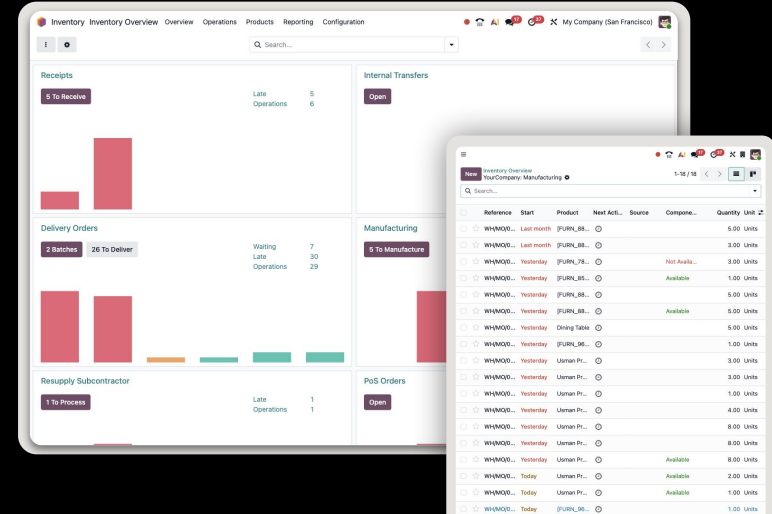 Inventory Inventory Overview Overview Operations Products Reporting Configuration
17 27 My Company (San Francisco)
Search...
Receipts
5 To Receive
Late 5
Operations 6
Internal Transfers
Open
Delivery Orders
2 Batches 26 To Deliver
Waiting 7
Late 30
Operations 29
Manufacturing
5 To Manufacture
Resupply Subcontractor
1 To Process
Late 1
Operations 1
PoS Orders
Open
AI 17 27
New Inventory Overview
YourCompany: Manufacturing
1-18 / 18
Search...
Reference Start Product Next Acti... Source Compone... Quantity Unit
WH/MO/0... Last month [FURN_88... 5.00 Units
WH/MO/0... Last month [FURN_88... 3.00 Units
WH/MO/0... Yesterday [FURN_78... Not Availa... 3.00 Units
WH/MO/0... Yesterday [FURN_85... Available 1.00 Units
WH/MO/0... Yesterday [FURN_88... 5.00 Units
WH/MO/0... Yesterday [FURN_88... Available 5.00 Units
WH/MO/0... Yesterday Dining Table 5.00 Units
WH/MO/0... Yesterday [FURN_96... 1.00 Units
WH/MO/0... Yesterday Usman Pr... 3.00 Units
WH/MO/0... Yesterday Usman Pr... 3.00 Units
WH/MO/0... Yesterday Usman Pr... 1.00 Units
WH/MO/0... Yesterday Usman Pr... 4.00 Units
WH/MO/0... Yesterday Usman Pr... 8.00 Units
WH/MO/0... Yesterday Usman Pr... 8.00 Units
WH/MO/0... Yesterday Usman Pr... Available 8.00 Units
WH/MO/0... Today Usman Pr... Available 2.00 Units
WH/MO/0... Today Usman Pr... Available 1.00 Units
WH/MO/0... Today [FURN_96... 1.00 Units